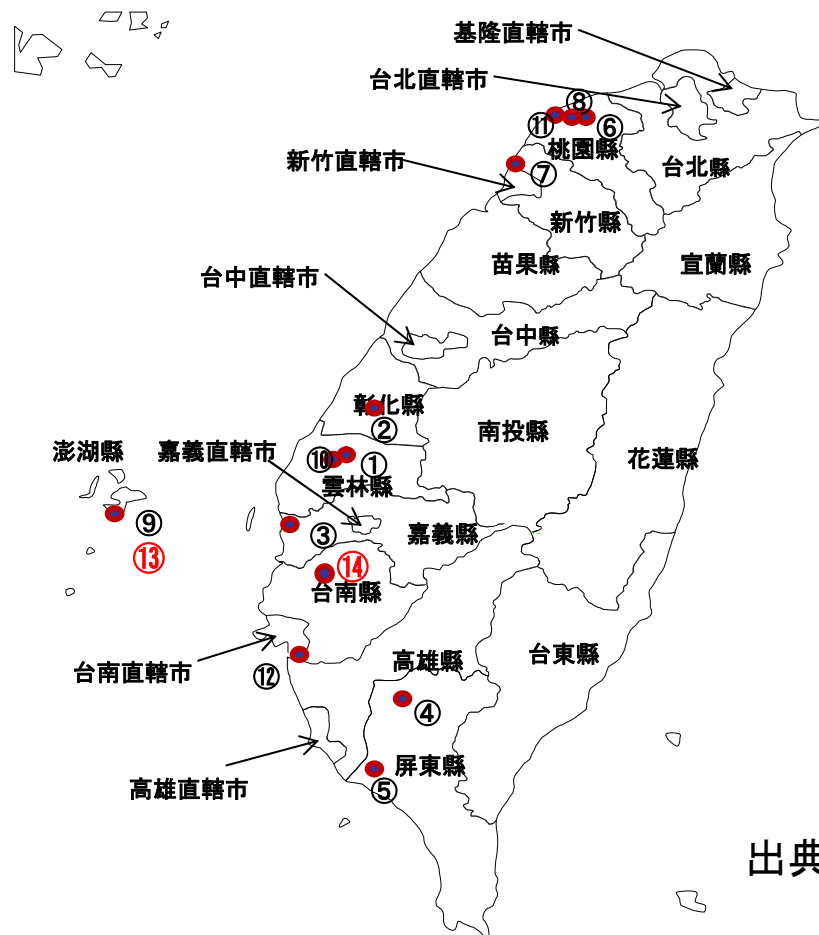 基隆直轄市
台北直轄市
⑧
⑪
⑥
桃園縣
新竹直轄市
台北縣
⑦
新竹縣
苗果縣
宜蘭縣
台中直轄市
台中縣
彰化縣
②
南投縣
嘉義直轄市
澎湖縣
⑩
①
花蓮縣
雲林縣
⑨
③
嘉義縣
⑬
⑭
台南縣
台南直轄市
高雄縣
台東縣
⑫
④
屏東縣
高雄直轄市
⑤
出典